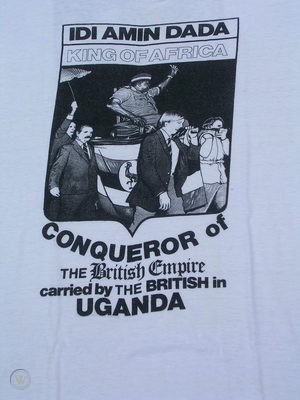 IDI AMIN DADA
KING OF AFRICA
CONQUEROR of
THE British Empire
carried by THE BRITISH in
UGANDA